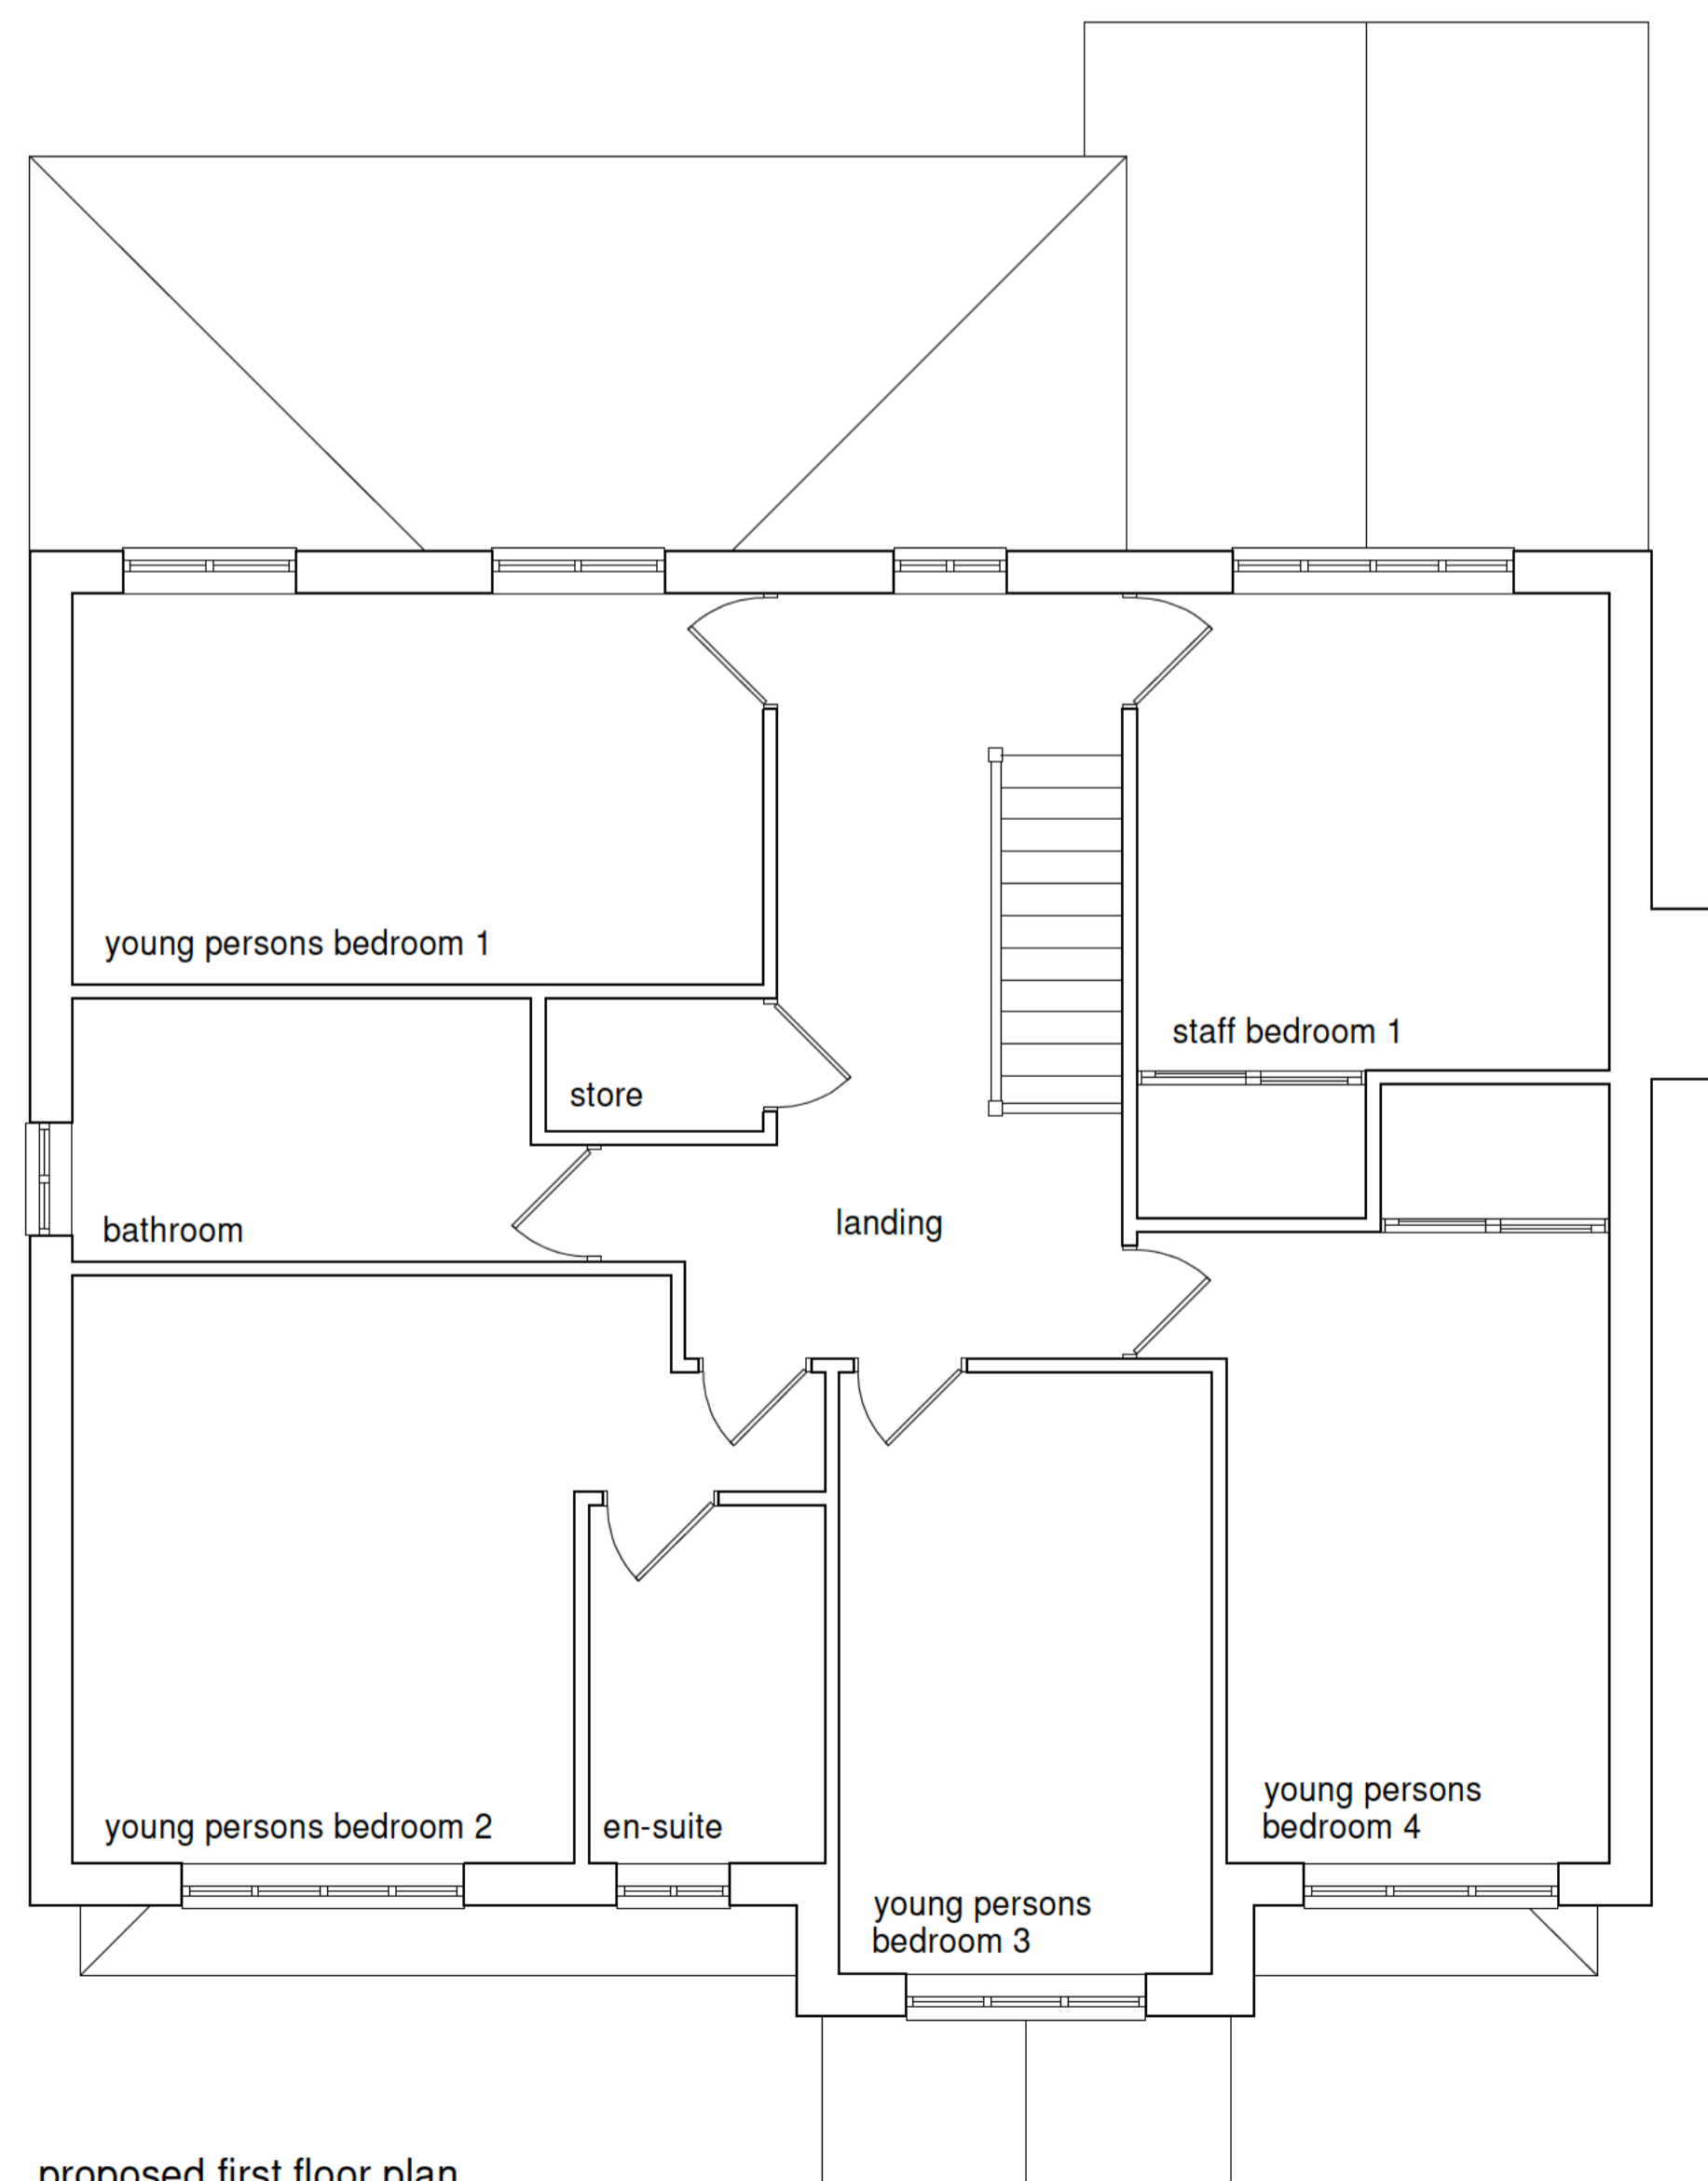 young persons bedroom 1
staff bedroom 1
store
landing
bathroom
young persons
bedroom 4
young persons bedroom 2
en-suite
young persons
bedroom 3
proposed first floor plan